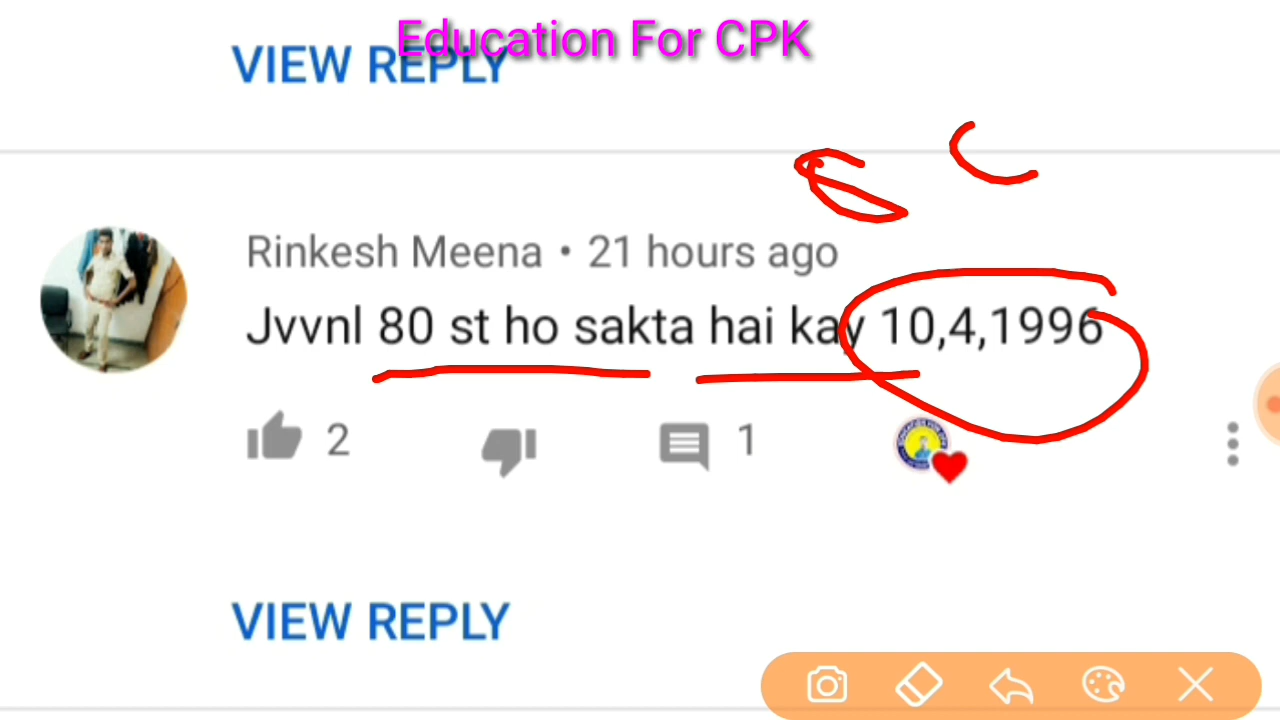 Education For CPK
VIEW REPLY
Rinkesh Meena • 21 hours ago
Jvvnl 80 st ho sakta hai kay 10,4,1996
2
1
VIEW REPLY